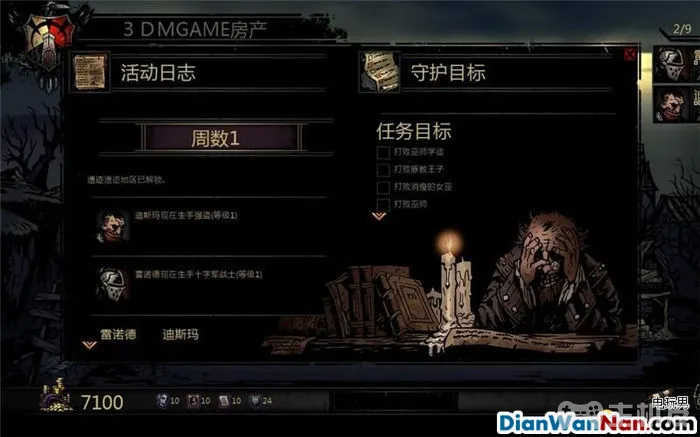 3DMGAME房产
2/9
活动日志
守护目标
周数1
任务目标
打败巫师学徒
打败豚教王子
打败消瘦的女巫
打败巫师
遗迹遗迹地区已解锁。
迪斯玛现在生手强盗(等级1)
雷诺德现在生手十字军战士(等级1)
雷诺德 迪斯玛
7100
10
10
10
24
电玩男
DianWanNan.com